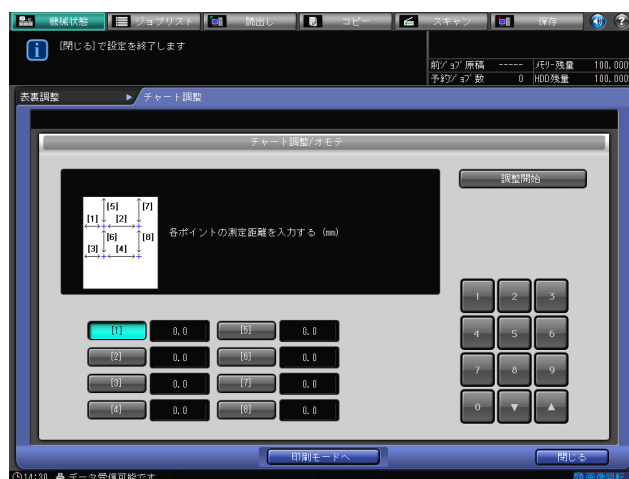 機械状態 ジョブリスト 読出し コピー スキャン 保存
[閉じる]で設定を終了します
前ジョブ原稿 ----- メモリー残量 100.000
予約ジョブ数 0 HDD残量 100.000
表裏調整 チャート調整
チャート調整/オモテ
調整開始
[5] [7]
[1] [2]
[6] [8]
[3] [4]
各ポイントの測定距離を入力する (mm)
1 2 3
[1] 0.0 [5] 0.0
4 5 6
[2] 0.0 [6] 0.0
7 8 9
[3] 0.0 [7] 0.0
0 ▼ ▲
[4] 0.0 [8] 0.0
印刷モードへ 閉じる
14:30 データ受信可能です 画像回転